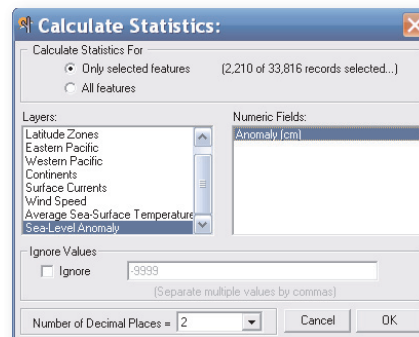 Calculate Statistics:
Calculate Statistics For
Only selected features (2,210 of 33,816 records selected...)
All features
Layers:
Latitude Zones
Eastern Pacific
Western Pacific
Continents
Surface Currents
Wind Speed
Average Sea-Surface Temperature
Sea-Level Anomaly
Numeric Fields:
Anomaly (cm)
Ignore Values
Ignore -9999
(Separate multiple values by commas)
Number of Decimal Places = 2 Cancel OK